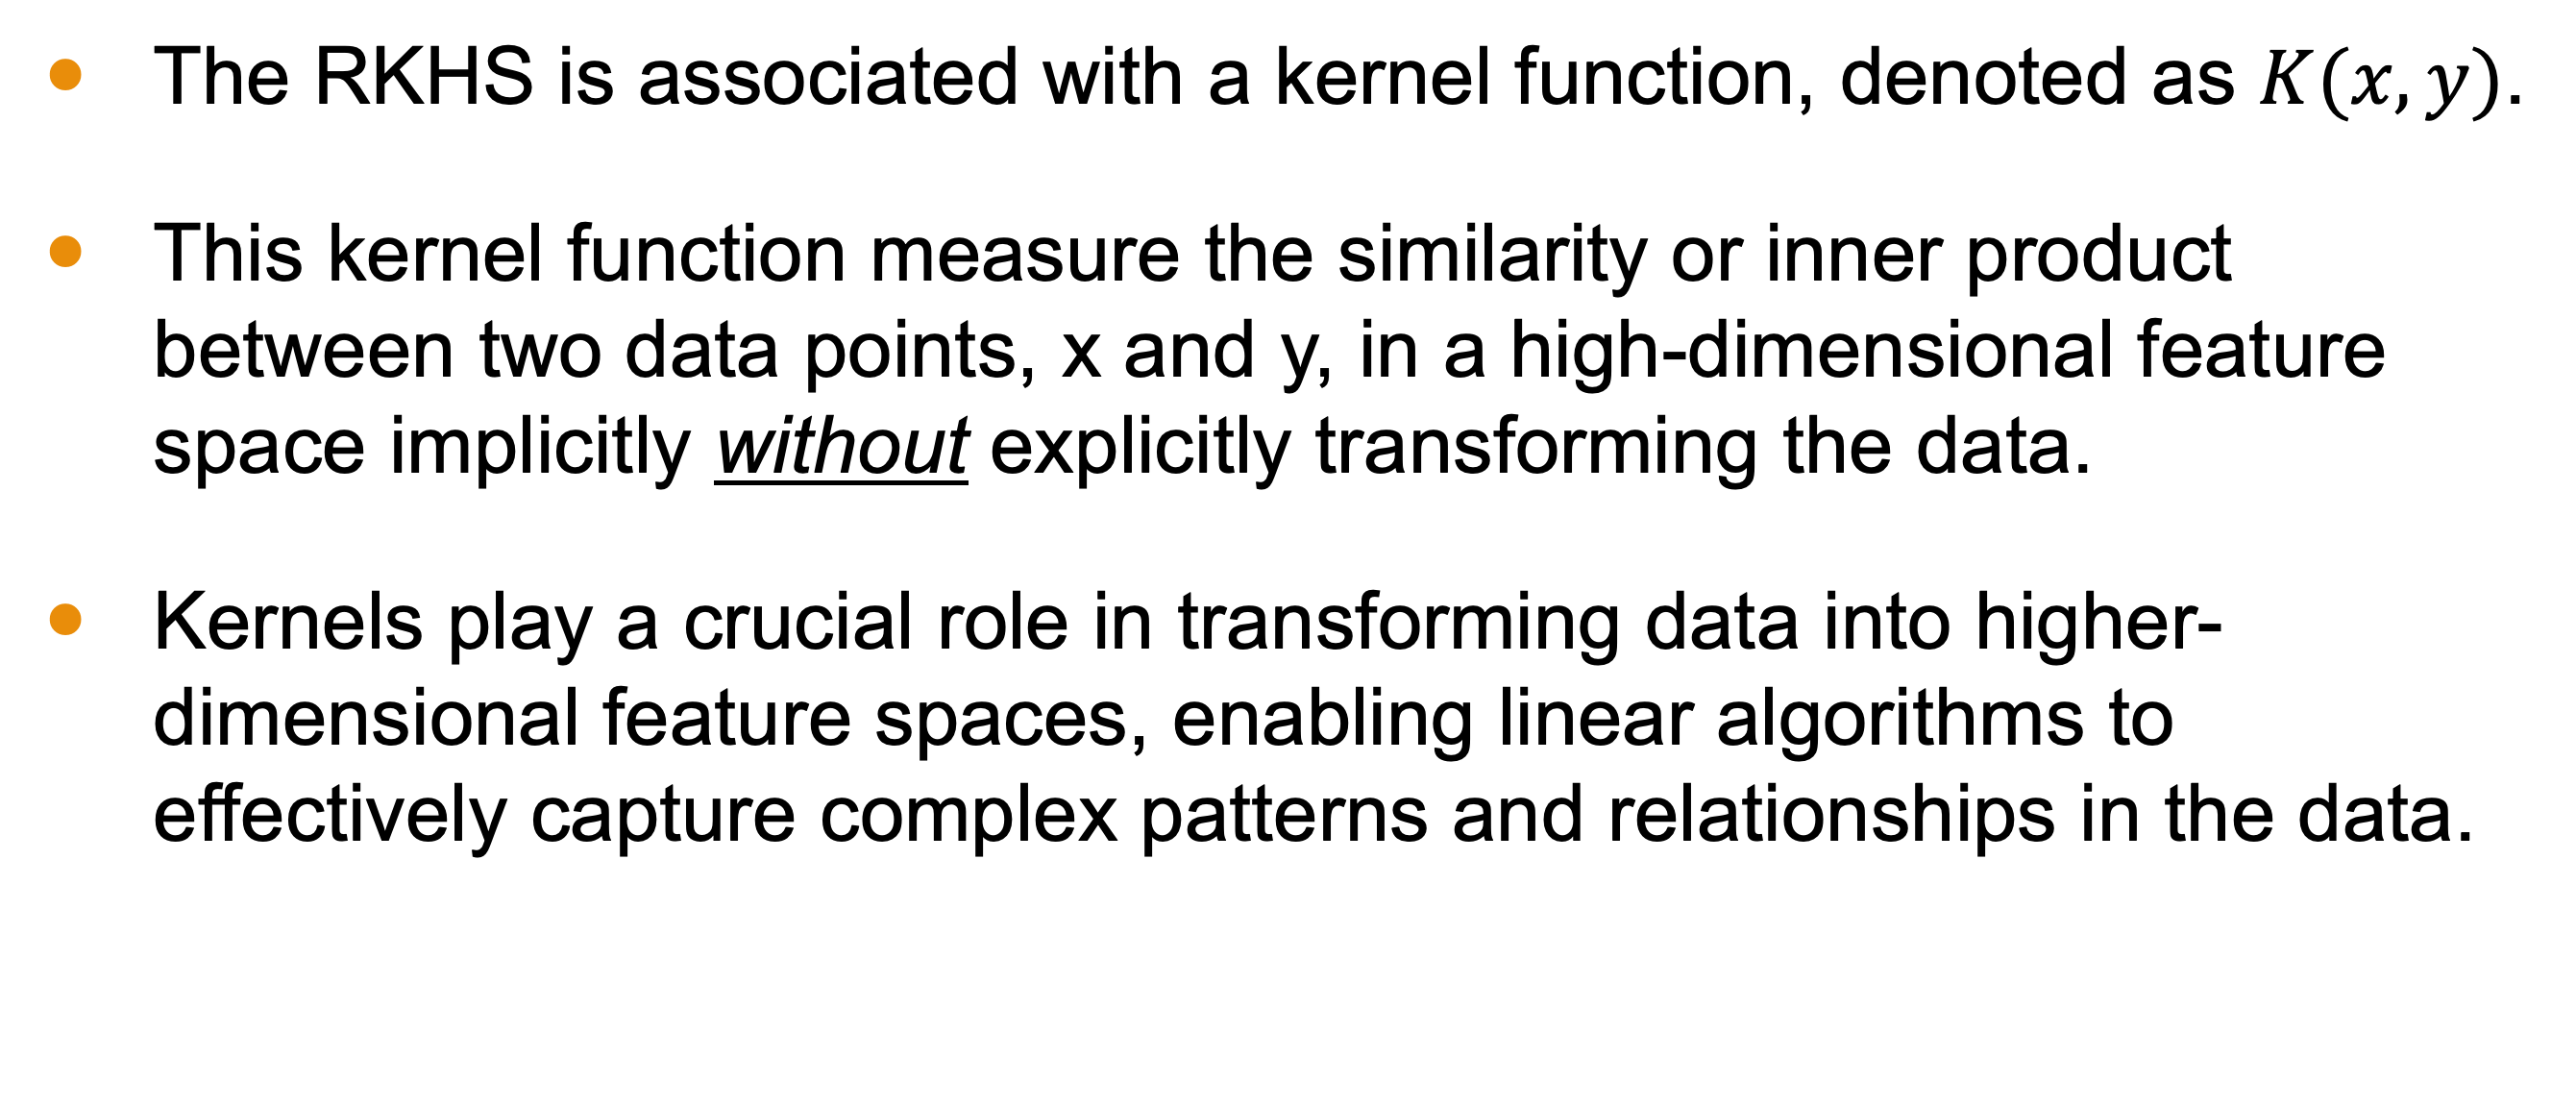 • The RKHS is associated with a kernel function, denoted as K(x, y).
• This kernel function measure the similarity or inner product
between two data points, x and y, in a high-dimensional feature
space implicitly without explicitly transforming the data.
• Kernels play a crucial role in transforming data into higher-
dimensional feature spaces, enabling linear algorithms to
effectively capture complex patterns and relationships in the data.